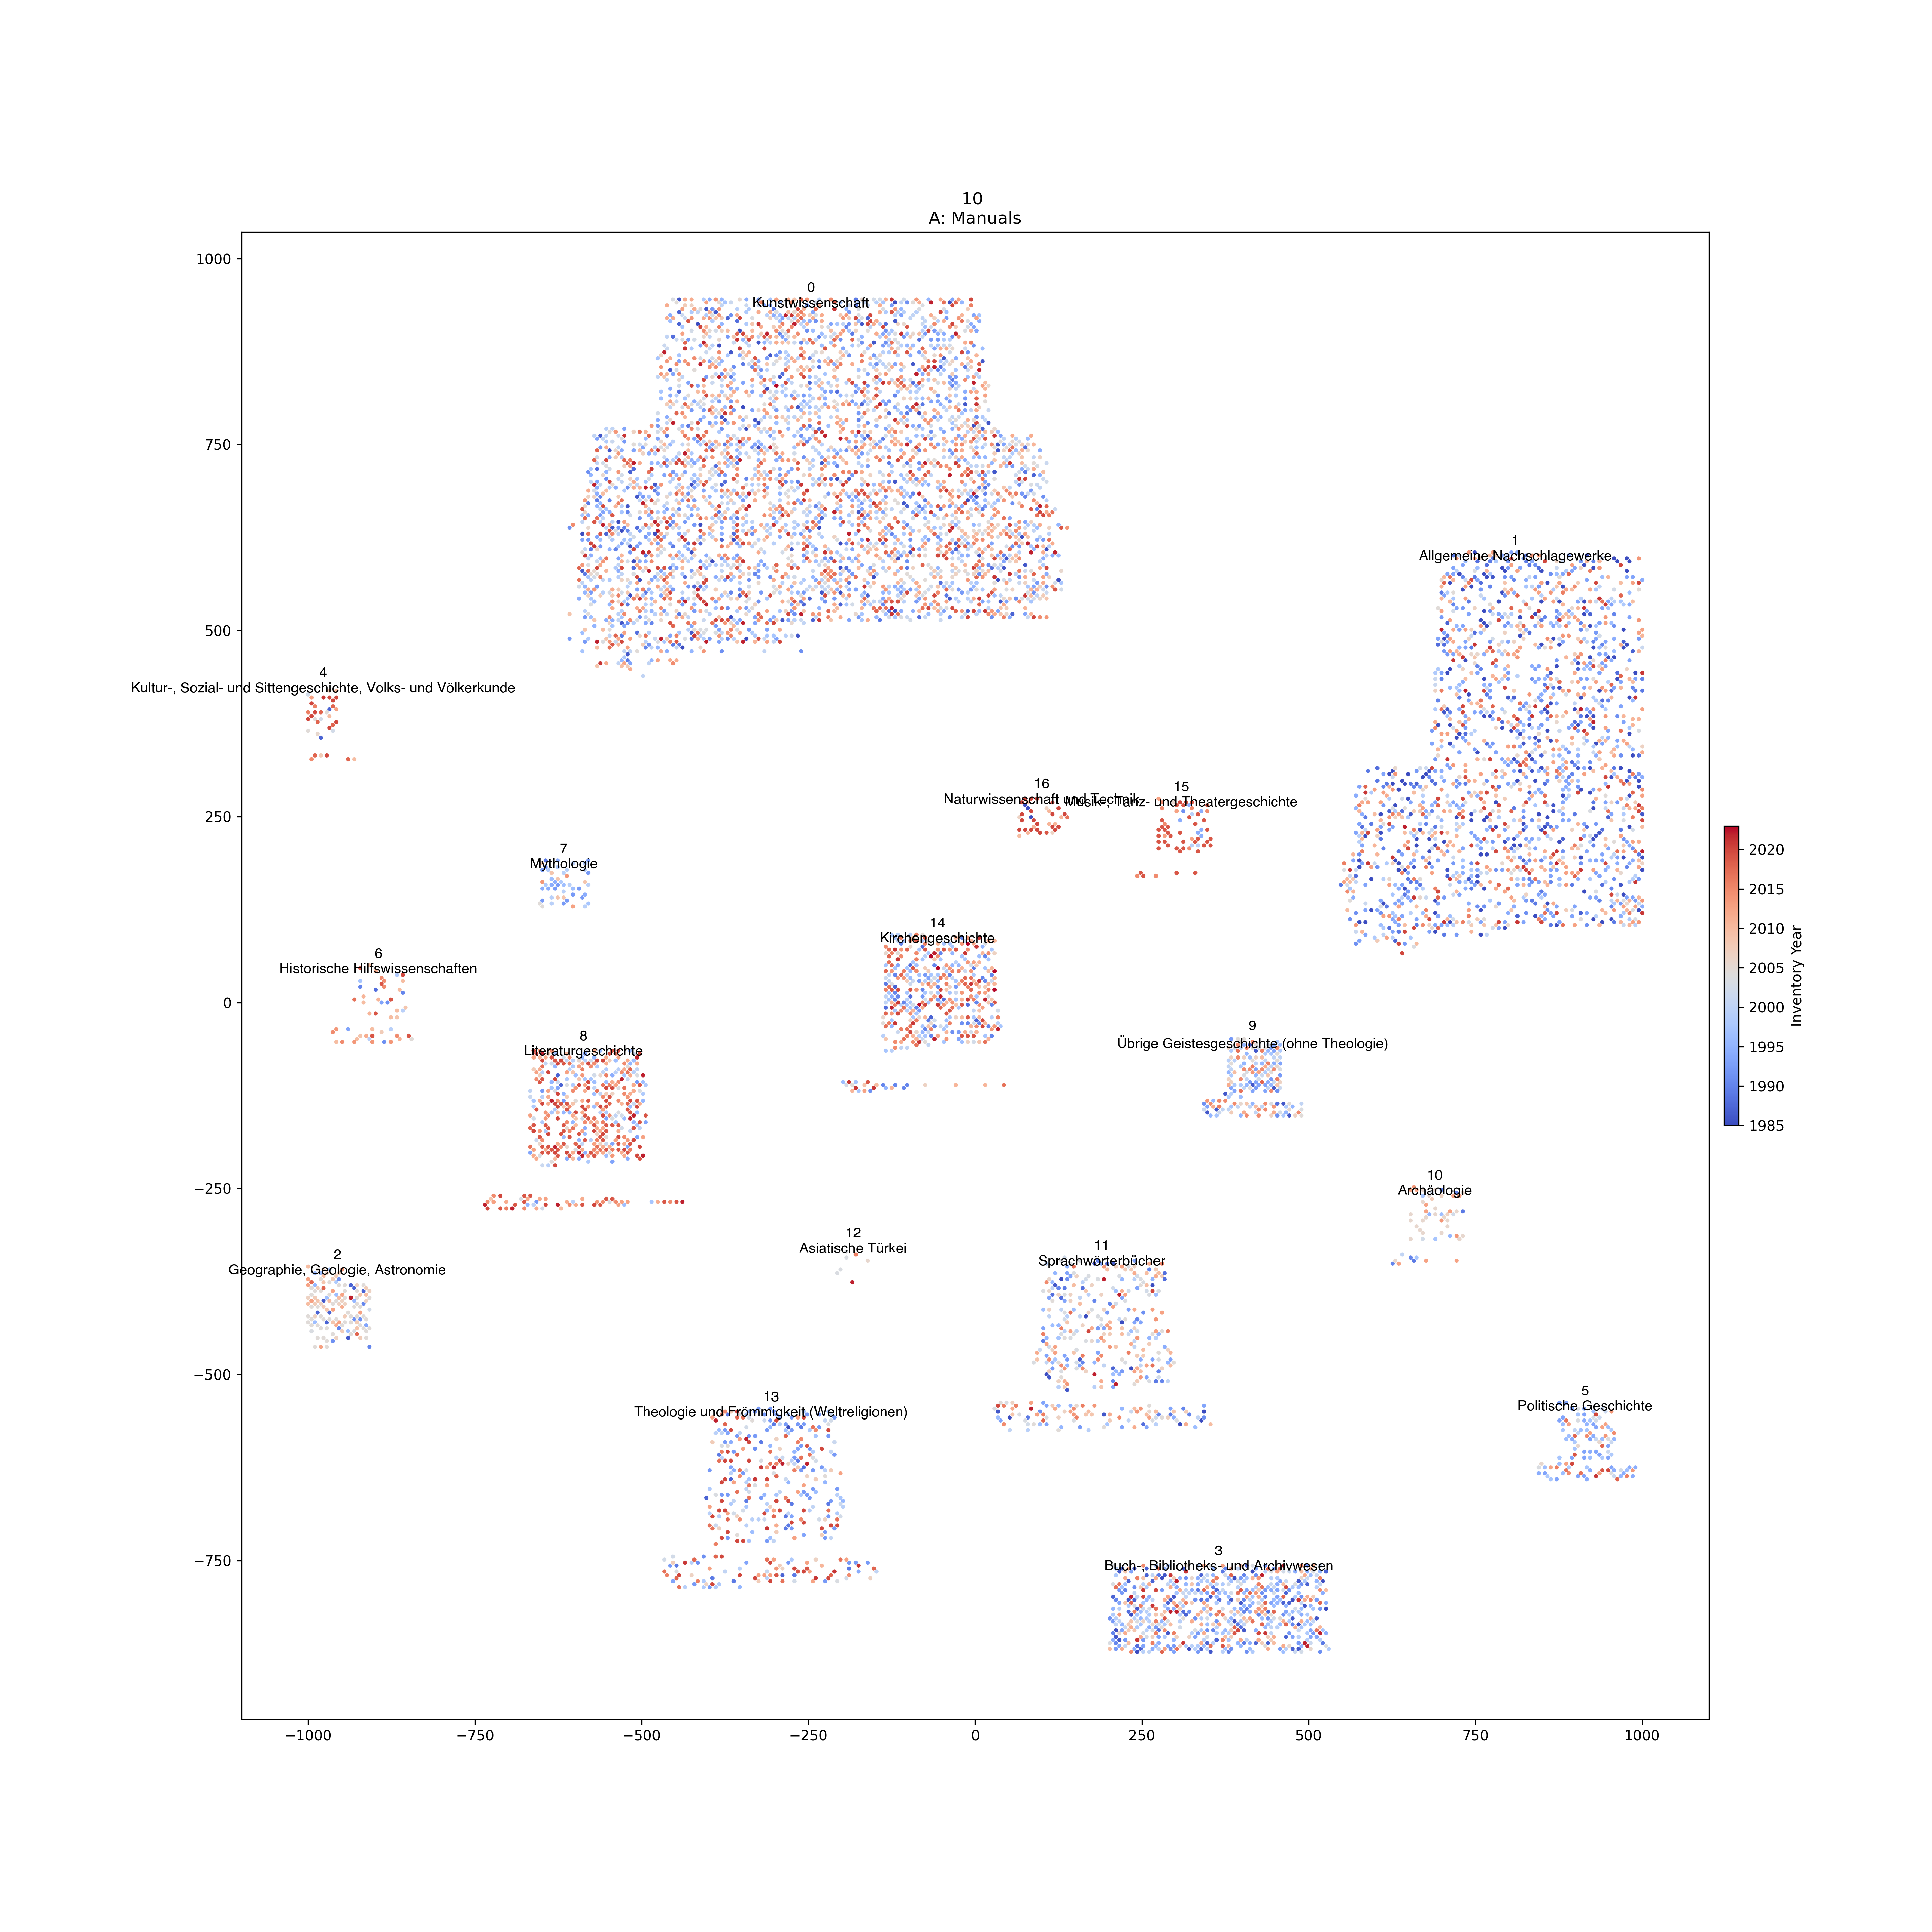 10
A: Manuals
1000
750
500
250
0
−250
−500
−750
−1000
−750
−500
−250
0
250
500
750
1000
0
Kunstwissenschaft
1
Allgemeine Nachschlagewerke
4
Kultur-, Sozial- und Sittengeschichte, Volks- und Völkerkunde
16
Naturwissenschaft und Technik
15
Musik-, Tanz- und Theatergeschichte
7
Mythologie
14
Kirchengeschichte
6
Historische Hilfswissenschaften
8
Literaturgeschichte
9
Übrige Geistesgeschichte (ohne Theologie)
10
Archäologie
12
Asiatische Türkei
11
Sprachwörterbücher
2
Geographie, Geologie, Astronomie
13
Theologie und Frömmigkeit (Weltreligionen)
5
Politische Geschichte
3
Buch-, Bibliotheks- und Archivwesen
2020
2015
2010
2005
2000
1995
1990
1985
Inventory Year